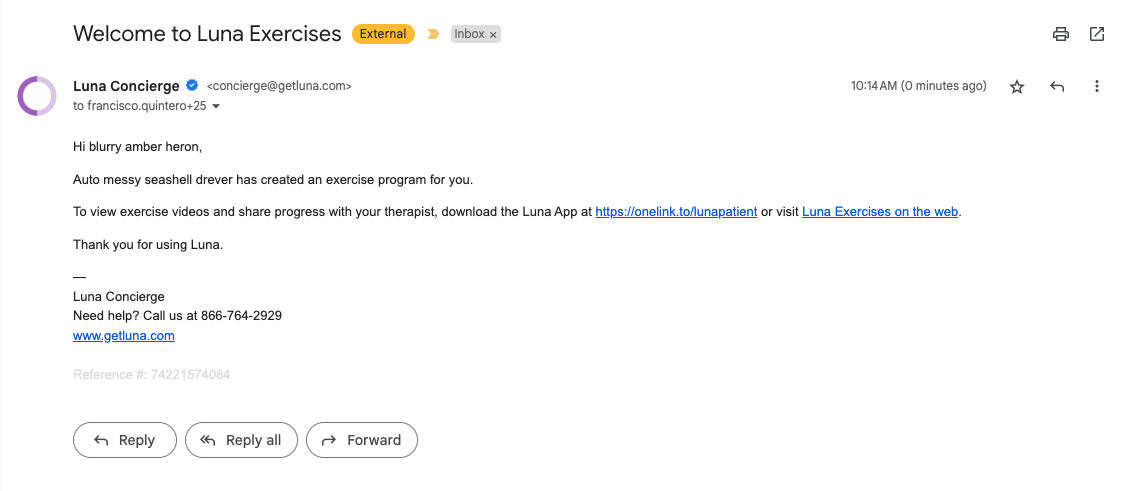 Welcome to Luna Exercises External Inbox ×
Luna Concierge <concierge@getluna.com> 10:14 AM (0 minutes ago)
to francisco.quintero+25
Hi blurry amber heron,
Auto messy seashell drever has created an exercise program for you.
To view exercise videos and share progress with your therapist, download the Luna App at https://onelink.to/lunapatient or visit Luna Exercises on the web.
Thank you for using Luna.
—
Luna Concierge
Need help? Call us at 866-764-2929
www.getluna.com
Reference #: 74221574084
Reply Reply all Forward